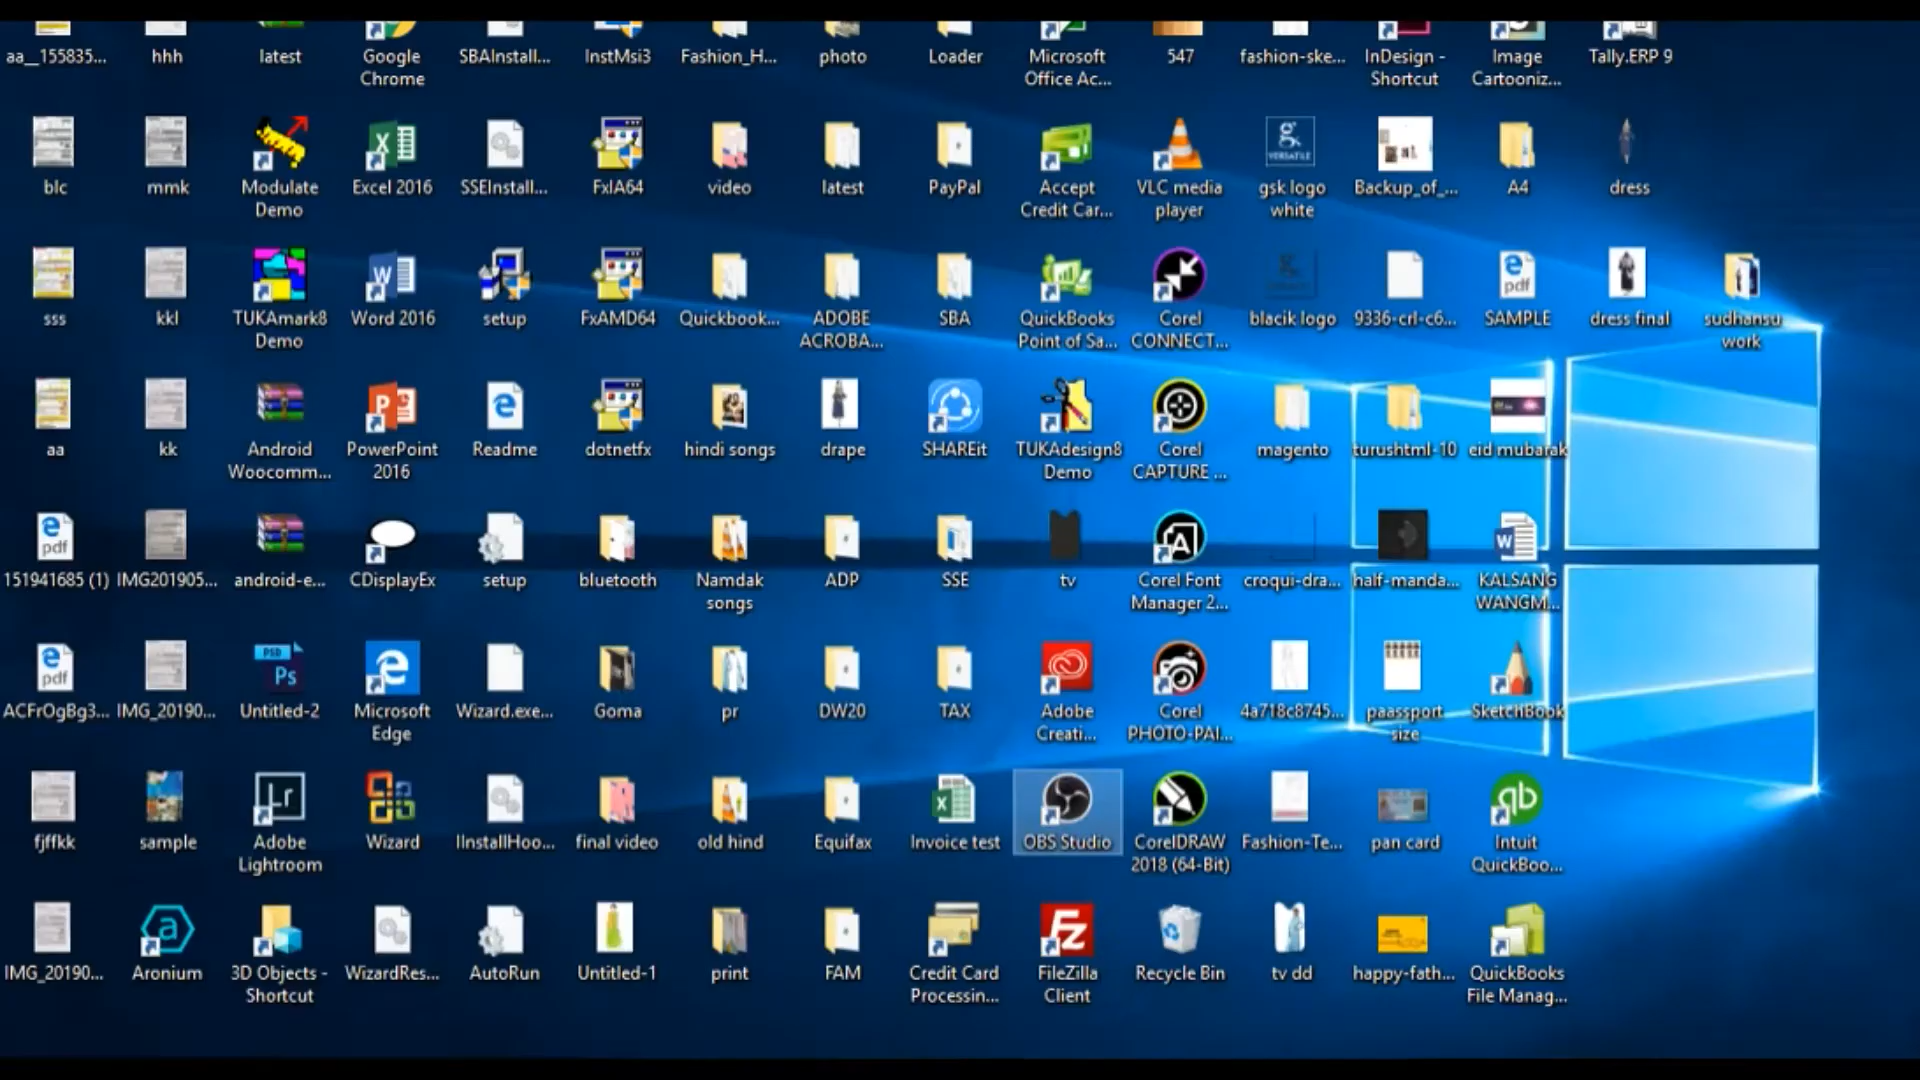 aa__155835...
hhh
latest
Google
Chrome
SBAInstall...
InstMsi3
Fashion_H...
photo
Loader
Microsoft
Office Ac...
547
fashion-ske...
InDesign -
Shortcut
Image
Cartooniz...
Tally.ERP 9
blc
mmk
Modulate
Demo
Excel 2016
SSEInstall...
FxIA64
video
latest
PayPal
Accept
Credit Car...
VLC media
player
gsk logo
white
Backup_of_...
A4
dress
sss
kkl
TUKAmark8
Demo
Word 2016
setup
FxAMD64
Quickbook...
ADOBE
ACROBA...
SBA
QuickBooks
Point of Sa...
Corel
CONNECT...
blacik logo
9336-crl-c6...
SAMPLE
dress final
sudhansu
work
aa
kk
Android
Woocomm...
PowerPoint
2016
Readme
dotnetfx
hindi songs
drape
SHAREit
TUKAdesign8
Demo
Corel
CAPTURE ...
magento
turushtml-10
eid mubarak
151941685 (1)
IMG201905...
android-e...
CDisplayEx
setup
bluetooth
Namdak
songs
ADP
SSE
tv
Corel Font
Manager 2...
croqui-dra...
half-manda...
KALSANG
WANGM...
ACFrOgBg3...
IMG_20190...
Untitled-2
Microsoft
Edge
Wizard.exe...
Goma
pr
DW20
TAX
Adobe
Creati...
Corel
PHOTO-PAI...
4a718c8745...
paassport
size
SketchBook
fjffkk
sample
Adobe
Lightroom
Wizard
IInstallHoo...
final video
old hind
Equifax
Invoice test
OBS Studio
CorelDRAW
2018 (64-Bit)
Fashion-Te...
pan card
Intuit
QuickBoo...
IMG_20190...
Aronium
3D Objects -
Shortcut
WizardRes...
AutoRun
Untitled-1
print
FAM
Credit Card
Processin...
FileZilla
Client
Recycle Bin
tv dd
happy-fath...
QuickBooks
File Manag...